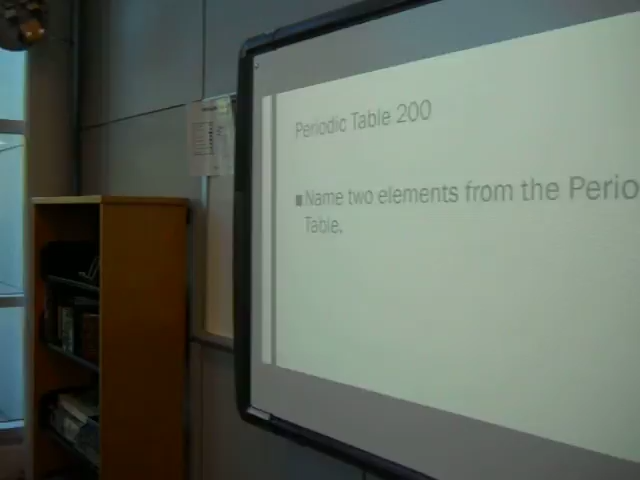 Periodic Table 200
Name two elements from the Perio
Table.